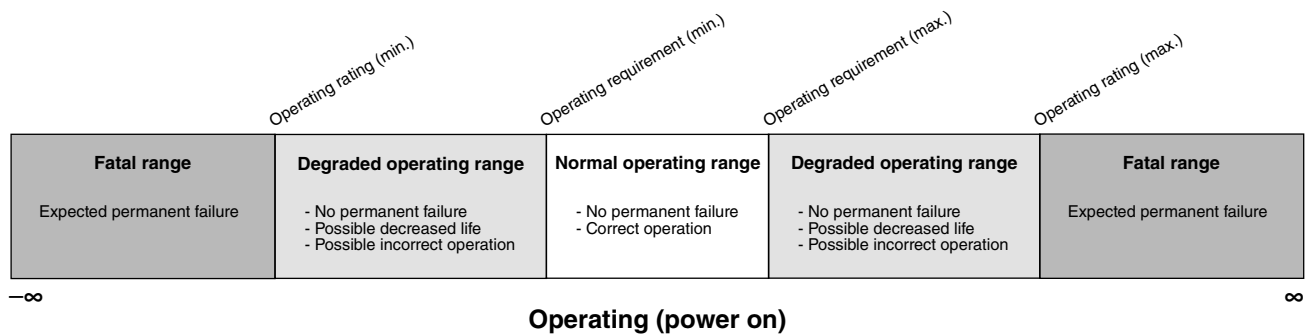 Operating rating (min.)
Operating requirement (min.)
Operating requirement (max.)
Operating rating (max.)
Fatal range
Expected permanent failure
Degraded operating range
- No permanent failure
- Possible decreased life
- Possible incorrect operation
Normal operating range
- No permanent failure
- Correct operation
Degraded operating range
- No permanent failure
- Possible decreased life
- Possible incorrect operation
Fatal range
Expected permanent failure
–∞
∞
Operating (power on)